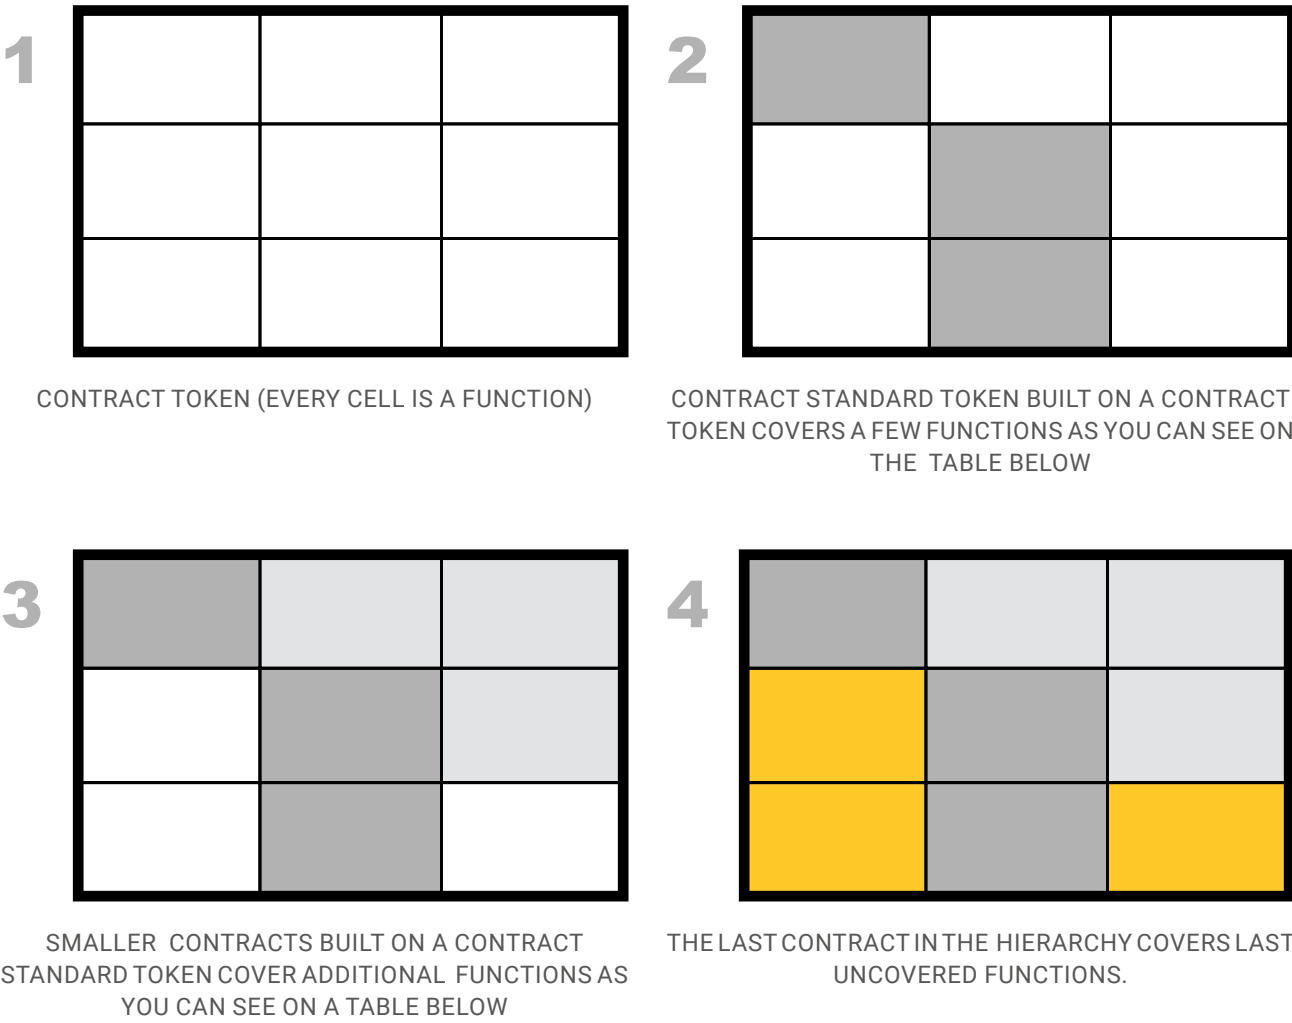 1
CONTRACT TOKEN (EVERY CELL IS A FUNCTION)
2
CONTRACT STANDARD TOKEN BUILT ON A CONTRACT
TOKEN COVERS A FEW FUNCTIONS AS YOU CAN SEE ON
THE TABLE BELOW
3
SMALLER CONTRACTS BUILT ON A CONTRACT
STANDARD TOKEN COVER ADDITIONAL FUNCTIONS AS
YOU CAN SEE ON A TABLE BELOW
4
THE LAST CONTRACT IN THE HIERARCHY COVERS LAST
UNCOVERED FUNCTIONS.